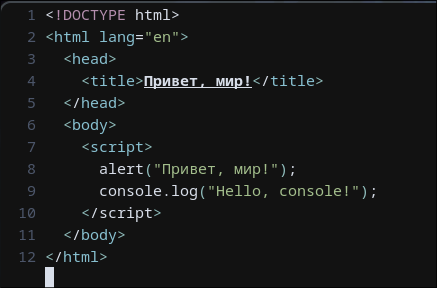 1 <!DOCTYPE html>
2 <html lang="en">
3   <head>
4     <title>Привет, мир!</title>
5   </head>
6   <body>
7     <script>
8       alert("Привет, мир!");
9       console.log("Hello, console!");
10     </script>
11   </body>
12 </html>